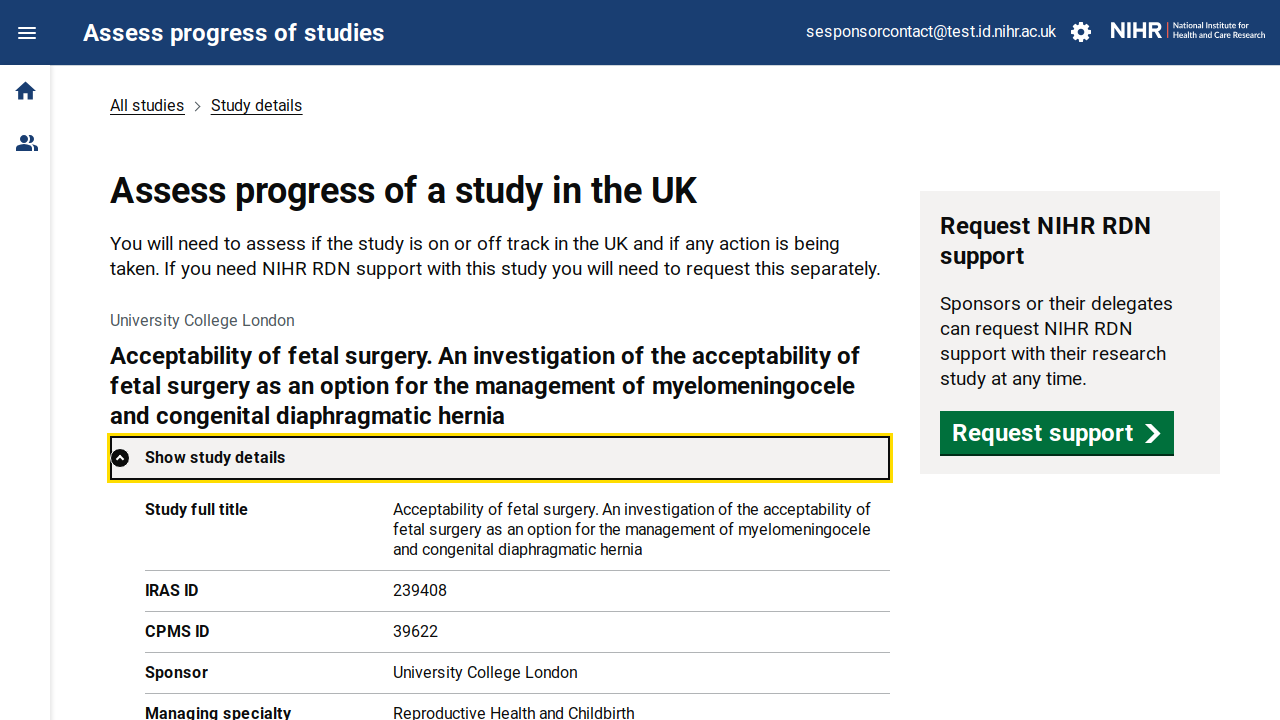 Assess progress of studies
sesponsorcontact@test.id.nihr.ac.uk
NIHR
National Institute for
Health and Care Research
All studies
Study details
Assess progress of a study in the UK
You will need to assess if the study is on or off track in the UK and if any action is being
taken. If you need NIHR RDN support with this study you will need to request this separately.
University College London
Acceptability of fetal surgery. An investigation of the acceptability of
fetal surgery as an option for the management of myelomeningocele
and congenital diaphragmatic hernia
Show study details
Study full title
Acceptability of fetal surgery. An investigation of the acceptability of
fetal surgery as an option for the management of myelomeningocele
and congenital diaphragmatic hernia
IRAS ID
239408
CPMS ID
39622
Sponsor
University College London
Managing specialty
Reproductive Health and Childbirth
Request NIHR RDN
support
Sponsors or their delegates
can request NIHR RDN
support with their research
study at any time.
Request support